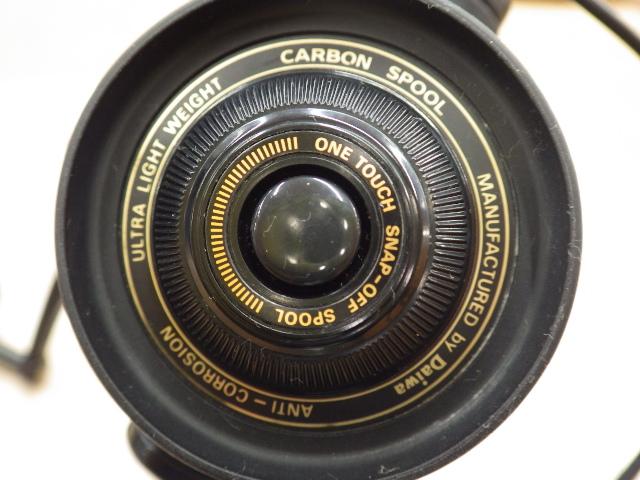 ULTRA LIGHT WEIGHT
CARBON SPOOL
MANUFACTURED by Daiwa
ANTI-CORROSION
ONE TOUCH SNAP-OFF SPOOL